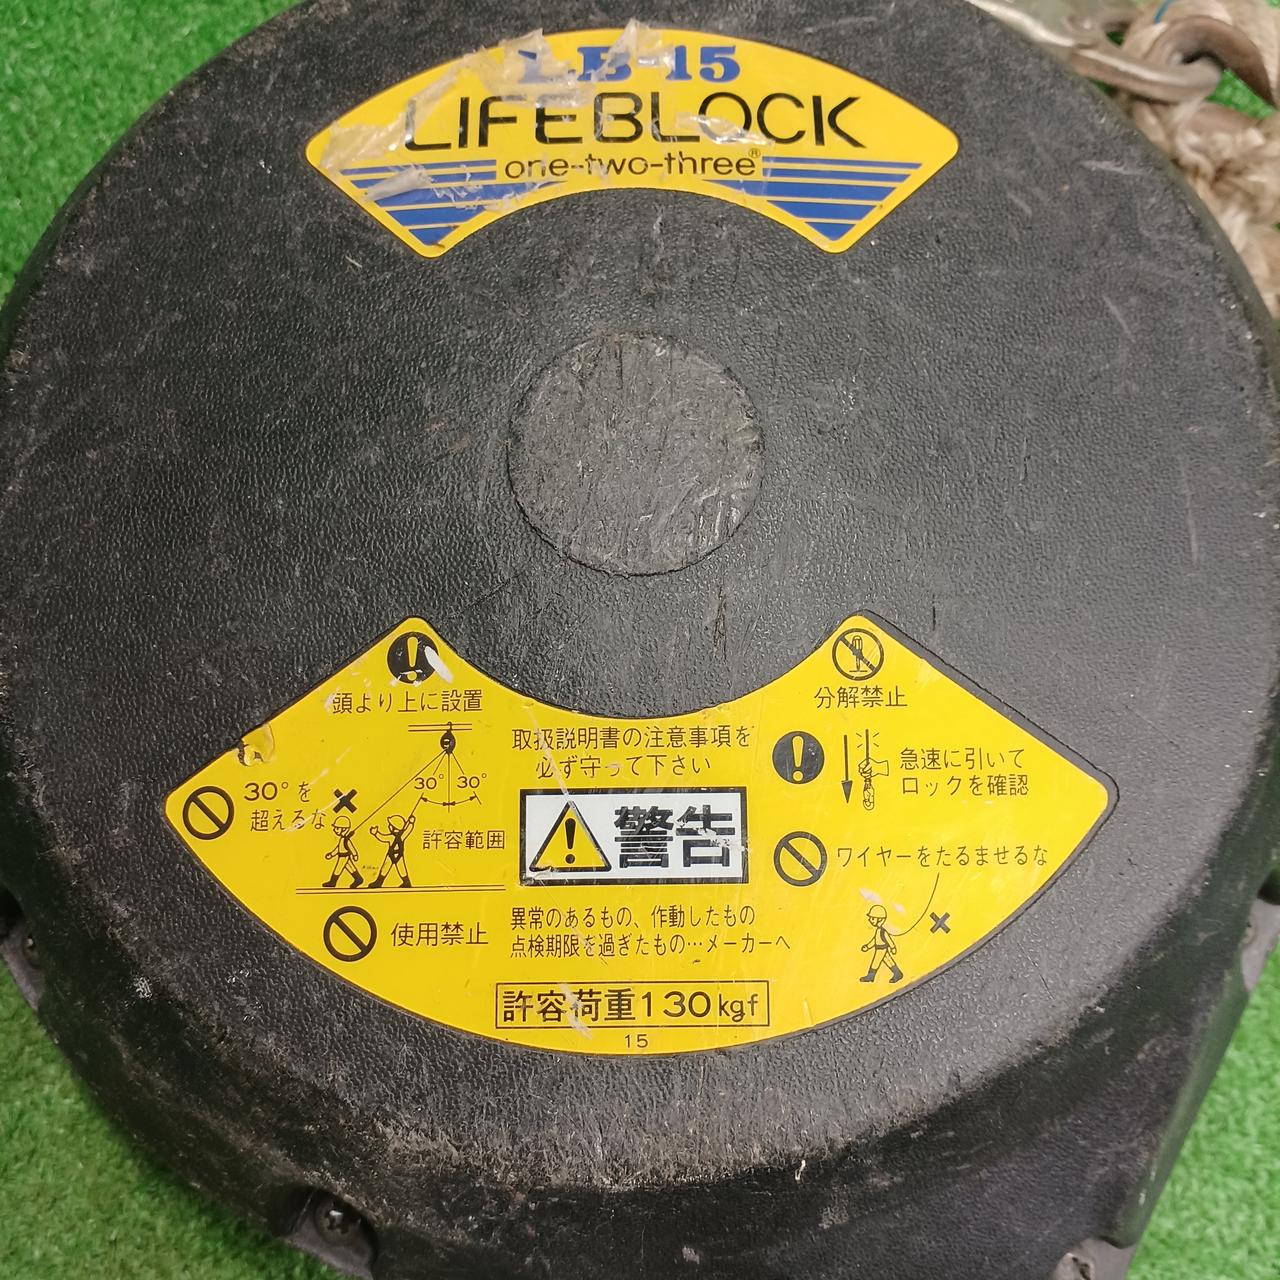 LB-15
LIFEBLOCK
one-two-three®
頭より上に設置
30° 30°
30°を
超えるな
許容範囲
使用禁止
取扱説明書の注意事項を
必ず守って下さい
警告
異常のあるもの、作動したもの
点検期限を過ぎたもの…メーカーへ
分解禁止
急速に引いて
ロックを確認
ワイヤーをたるませるな
許容荷重130kgf
15